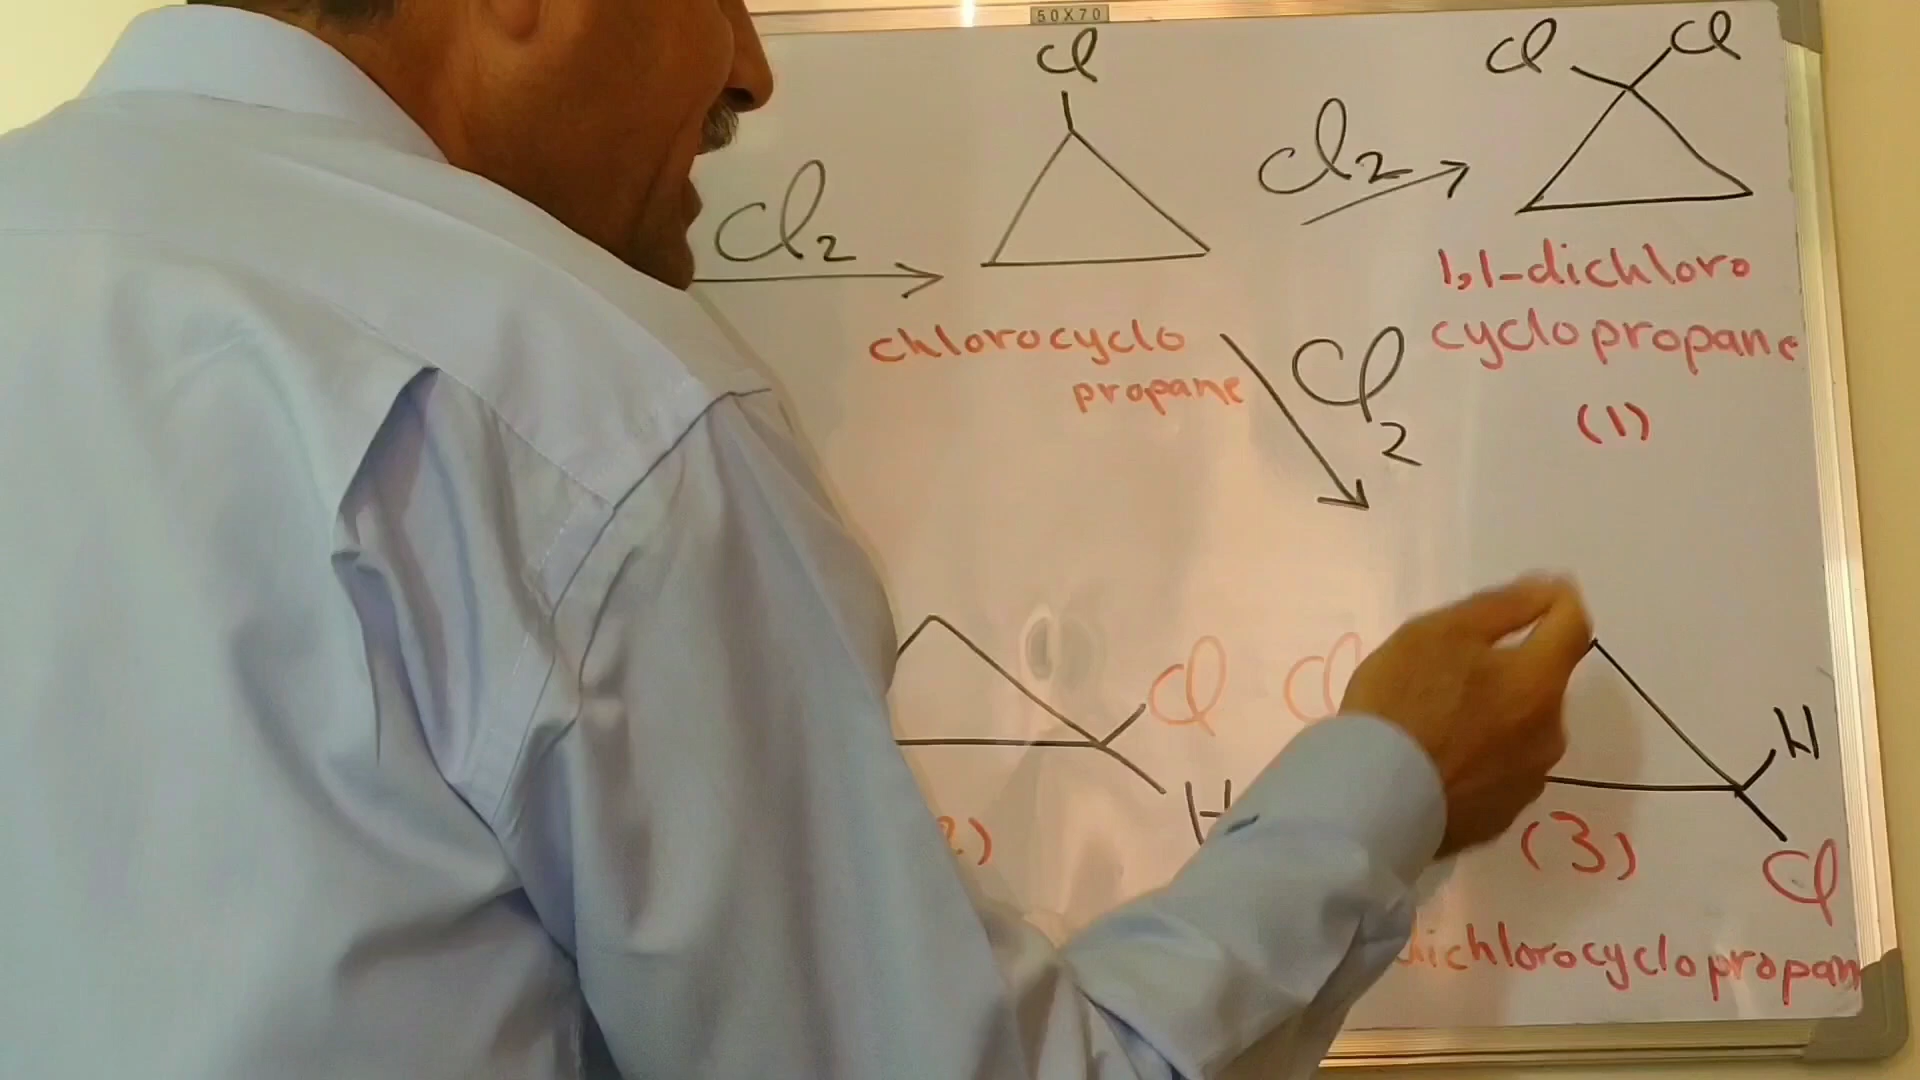 50X70
Cl
Cl Cl
Cl2
Cl2
1,1-dichloro
cyclopropane
(1)
chlorocyclo
propane
Cl2
Cl
H
2)
Cl
H
(3)
Cl
dichlorocyclopropan